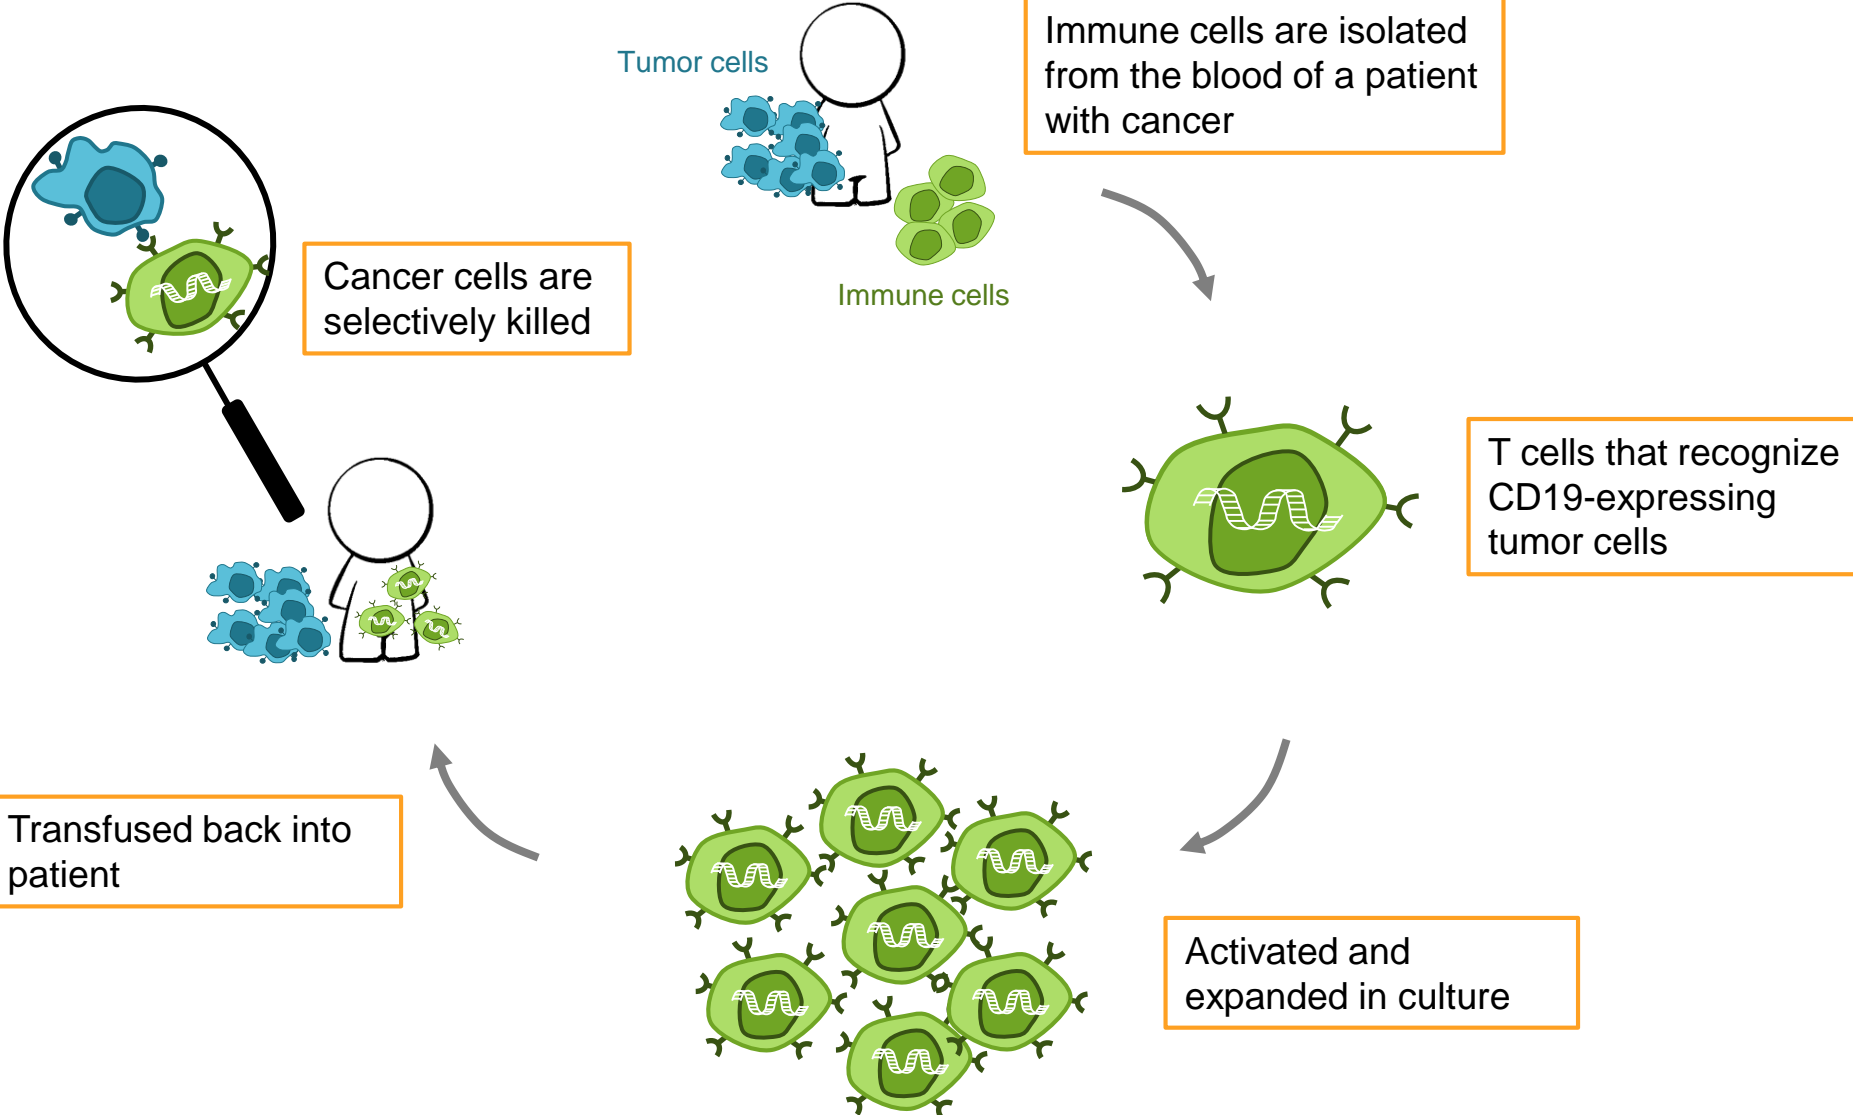 Tumor cells
Immune cells are isolated
from the blood of a patient
with cancer
Immune cells
Cancer cells are
selectively killed
T cells that recognize
CD19-expressing
tumor cells
Activated and
expanded in culture
Transfused back into
patient